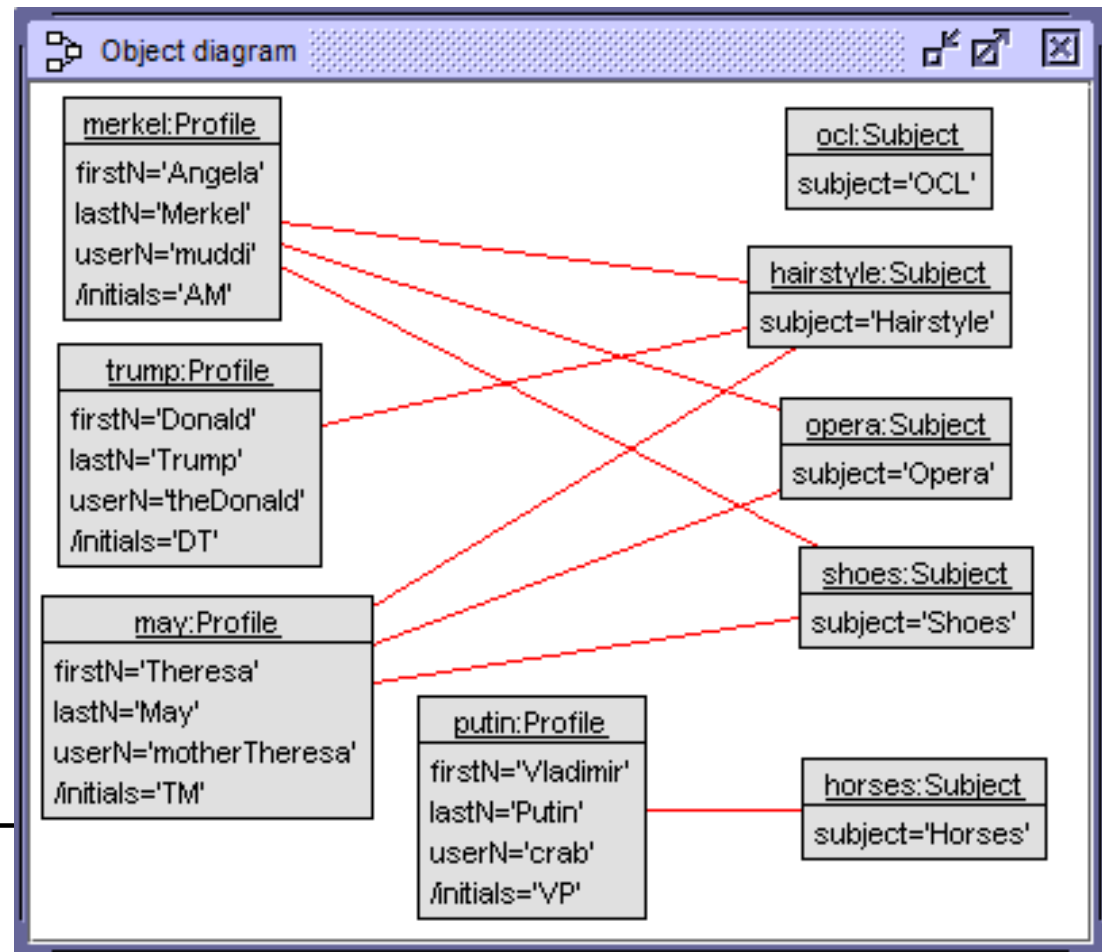 Object diagram
merkel:Profile
firstN='Angela'
lastN='Merkel'
userN='muddi'
/initials='AM'
ocl:Subject
subject='OCL'
hairstyle:Subject
subject='Hairstyle'
trump:Profile
firstN='Donald'
lastN='Trump'
userN='theDonald'
/initials='DT'
opera:Subject
subject='Opera'
shoes:Subject
subject='Shoes'
may:Profile
firstN='Theresa'
lastN='May'
userN='motherTheresa'
/initials='TM'
putin:Profile
firstN='Vladimir'
lastN='Putin'
userN='crab'
/initials='VP'
horses:Subject
subject='Horses'